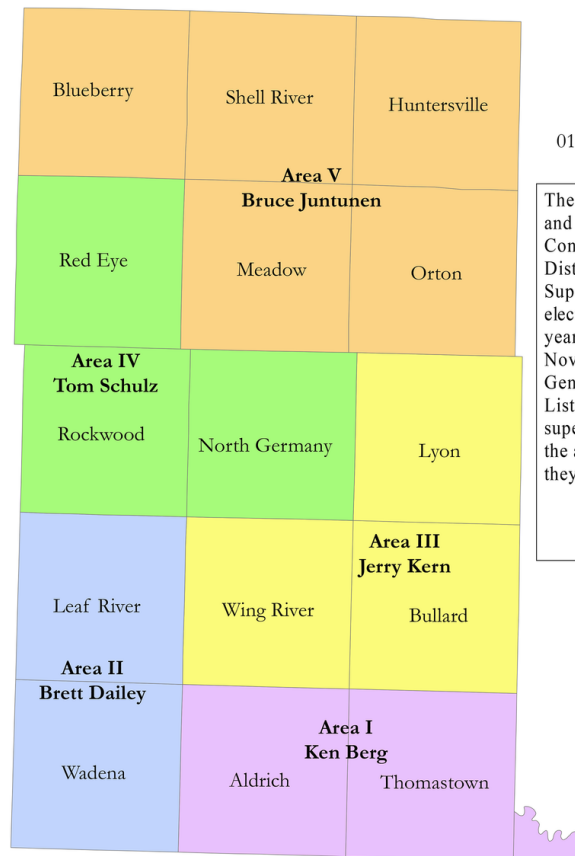 Blueberry
Shell River
Huntersville
Area V
Bruce Juntunen
Red Eye
Meadow
Orton
Area IV
Tom Schulz
Rockwood
North Germany
Lyon
Area III
Jerry Kern
Leaf River
Wing River
Bullard
Area II
Brett Dailey
Area I
Ken Berg
Wadena
Aldrich
Thomastown
01
The
and
Con
Dist
Sup
elec
year
Nov
Gen
List
supe
the a
they